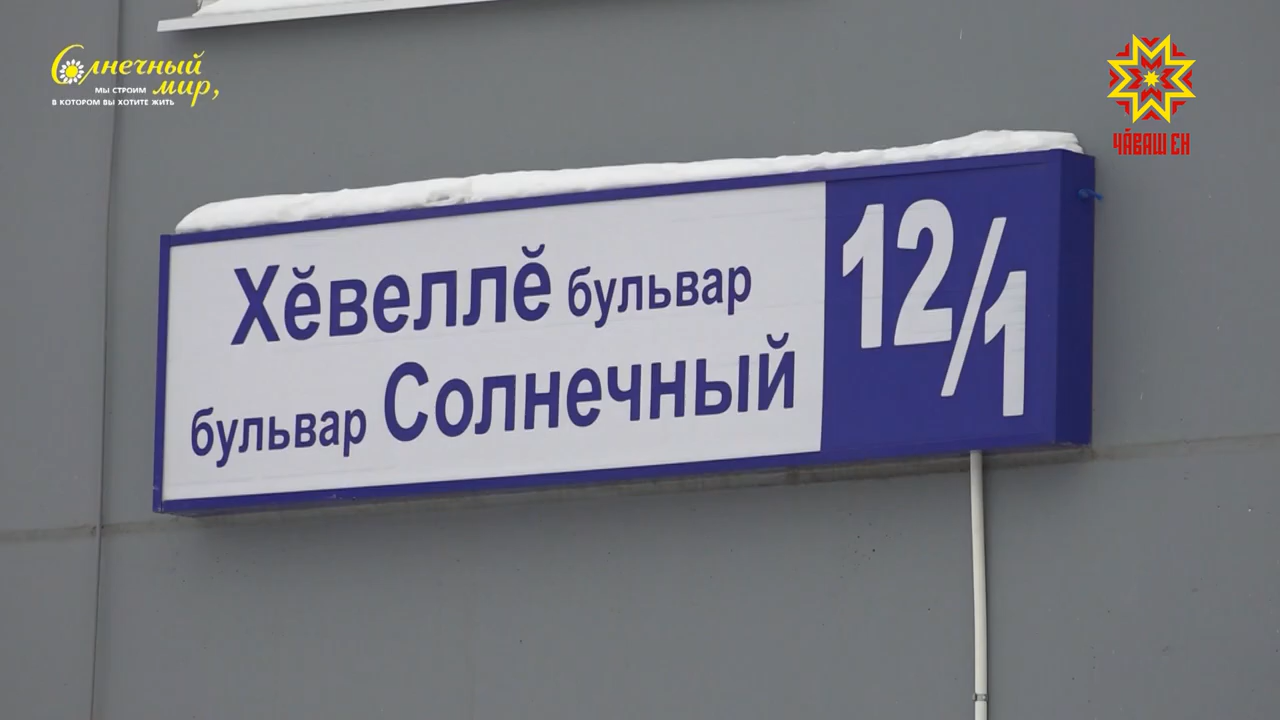 Солнечный
мы строим мир,
в котором вы хотите жить
ЧӐВАШ ЕН
Хӗвеллӗ бульвар
бульвар Солнечный
12/1